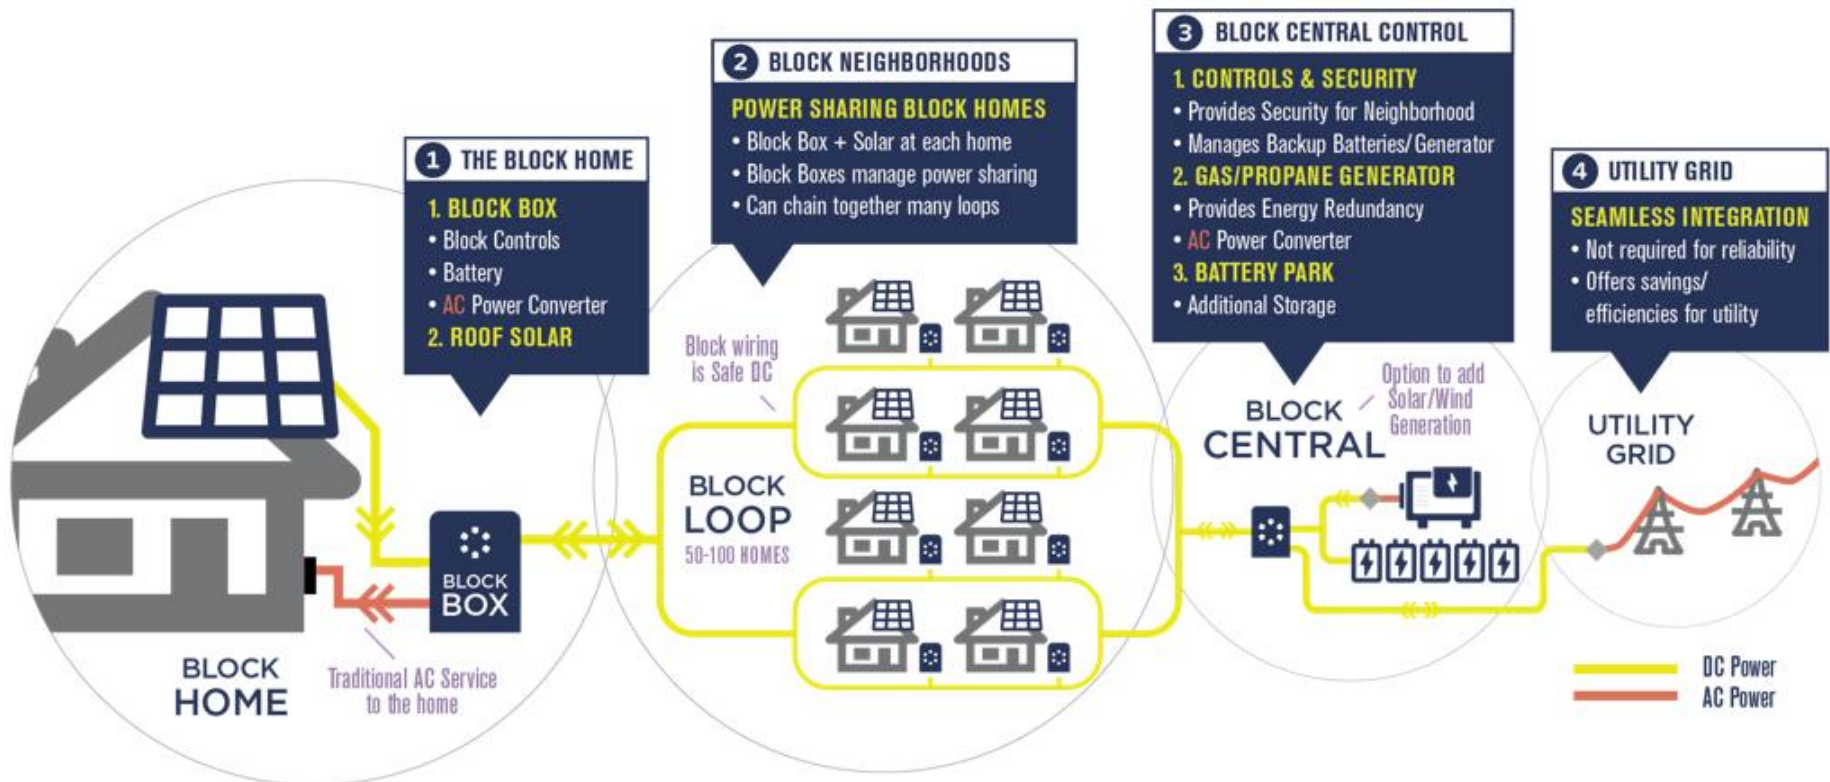 1 THE BLOCK HOME
1. BLOCK BOX
• Block Controls
• Battery
• AC Power Converter
2. ROOF SOLAR
2 BLOCK NEIGHBORHOODS
POWER SHARING BLOCK HOMES
• Block Box + Solar at each home
• Block Boxes manage power sharing
• Can chain together many loops
3 BLOCK CENTRAL CONTROL
1. CONTROLS & SECURITY
• Provides Security for Neighborhood
• Manages Backup Batteries/Generator
2. GAS/PROPANE GENERATOR
• Provides Energy Redundancy
• AC Power Converter
3. BATTERY PARK
• Additional Storage
4 UTILITY GRID
SEAMLESS INTEGRATION
• Not required for reliability
• Offers savings/
efficiencies for utility
BLOCK
BOX
BLOCK
HOME
Traditional AC Service
to the home
Block wiring
is Safe DC
BLOCK
LOOP
50-100 HOMES
BLOCK
CENTRAL
Option to add
Solar/Wind
Generation
UTILITY
GRID
DC Power
AC Power